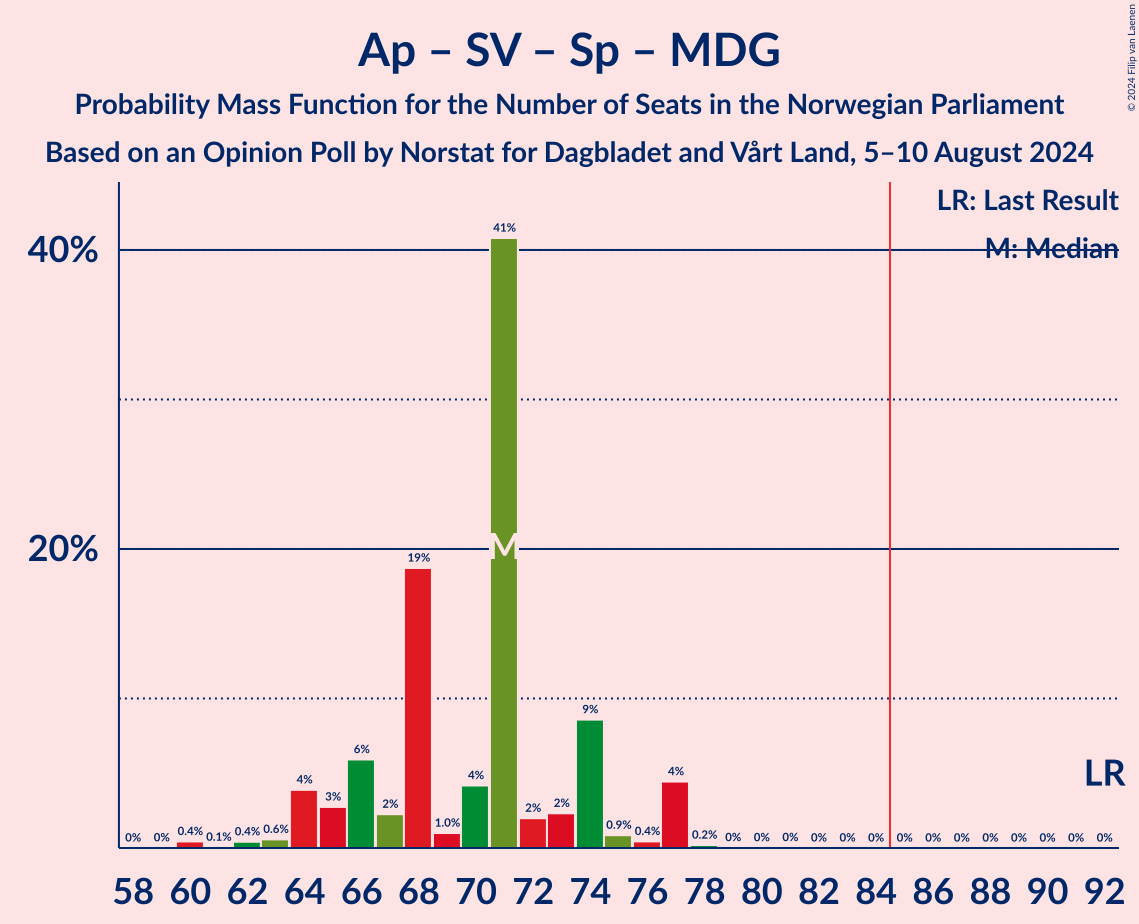 © 2024 Filip van Laenen
Ap – SV – Sp – MDG
Probability Mass Function for the Number of Seats in the Norwegian Parliament
Based on an Opinion Poll by Norstat for Dagbladet and Vårt Land, 5–10 August 2024
LR: Last Result
M: Median
40%
20%
0% 0% 0.4% 0.1% 0.4% 0.6% 4% 3% 6% 2% 19% 1.0% 4% 41% 2% 2% 9% 0.9% 0.4% 4% 0.2% 0% 0% 0% 0% 0% 0% 0% 0% 0% 0% 0% 0% 0% 0%
M
LR
58 60 62 64 66 68 70 72 74 76 78 80 82 84 86 88 90 92